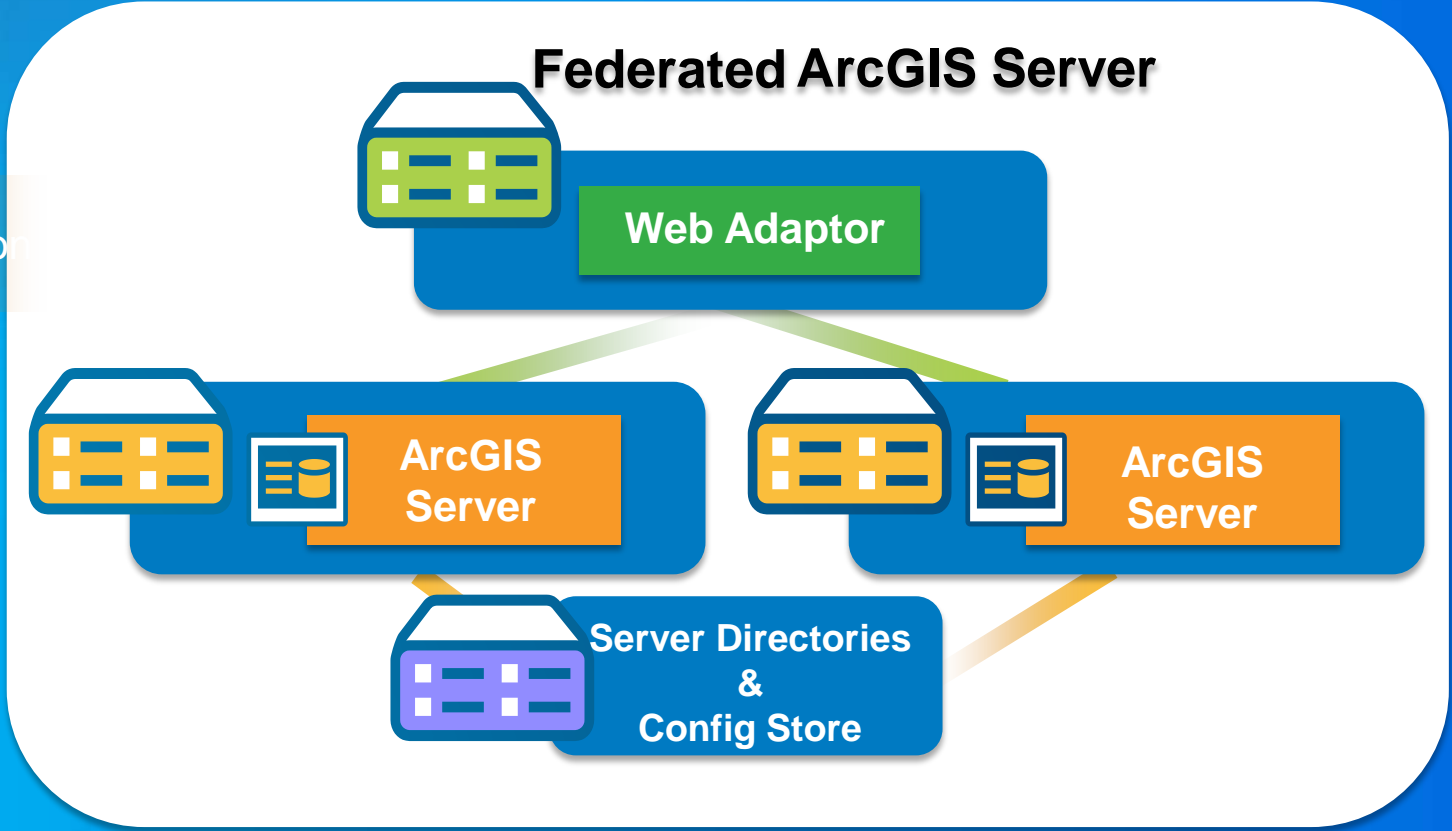 Federated ArcGIS Server
Web Adaptor
ArcGIS
Server
ArcGIS
Server
Server Directories
&
Config Store